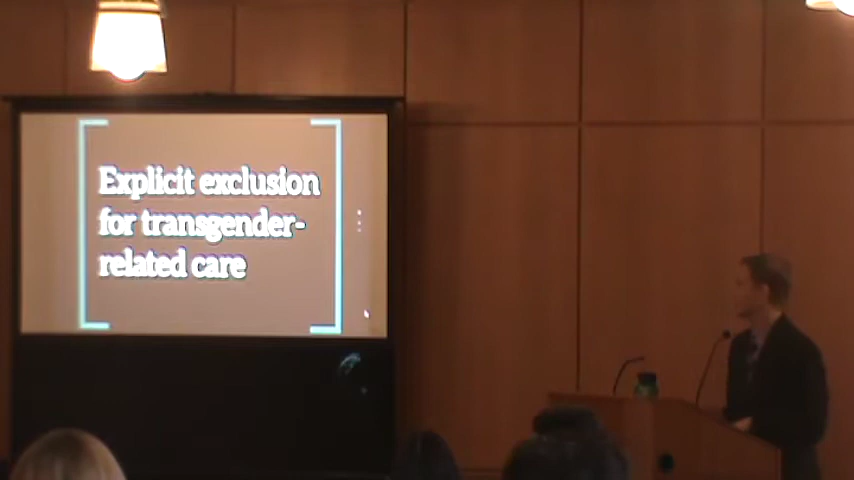 Explicit exclusion
for transgender-
related care